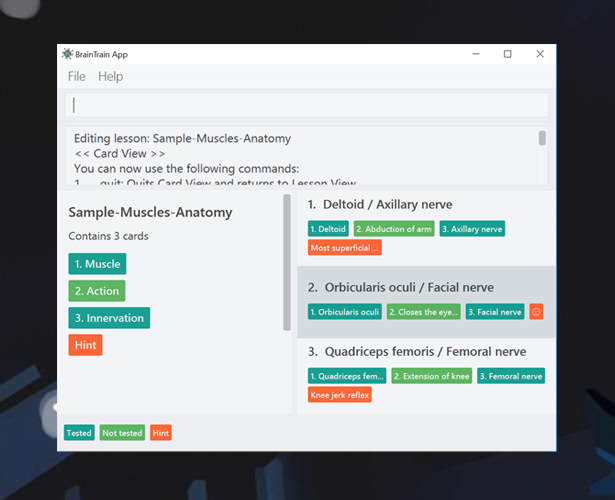 BrainTrain App
File Help
Editing lesson: Sample-Muscles-Anatomy
<< Card View >>
You can now use the following commands:
1. quit: Quits Card View and returns to Lesson View
Sample-Muscles-Anatomy
Contains 3 cards
1. Muscle
2. Action
3. Innervation
Hint
1. Deltoid / Axillary nerve
1. Deltoid 2. Abduction of arm 3. Axillary nerve
Most superficial ...
2. Orbicularis oculi / Facial nerve
1. Orbicularis oculi 2. Closes the eye... 3. Facial nerve ☺
3. Quadriceps femoris / Femoral nerve
1. Quadriceps fem... 2. Extension of knee 3. Femoral nerve
Knee jerk reflex
Tested Not tested Hint